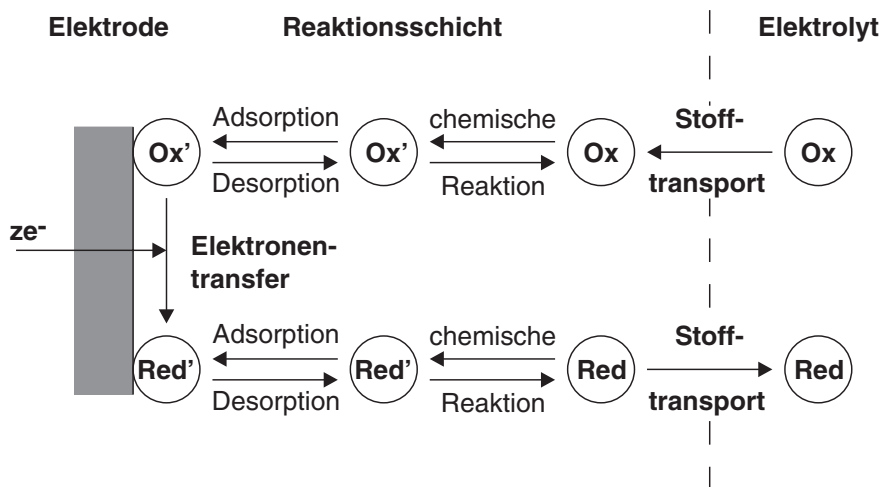 Elektrode Reaktionsschicht Elektrolyt
Adsorption chemische Stoff-
Ox’ Ox’ Ox Ox
Desorption Reaktion transport
ze-
Elektronen-
transfer
Adsorption chemische Stoff-
Red’ Red’ Red Red
Desorption Reaktion transport